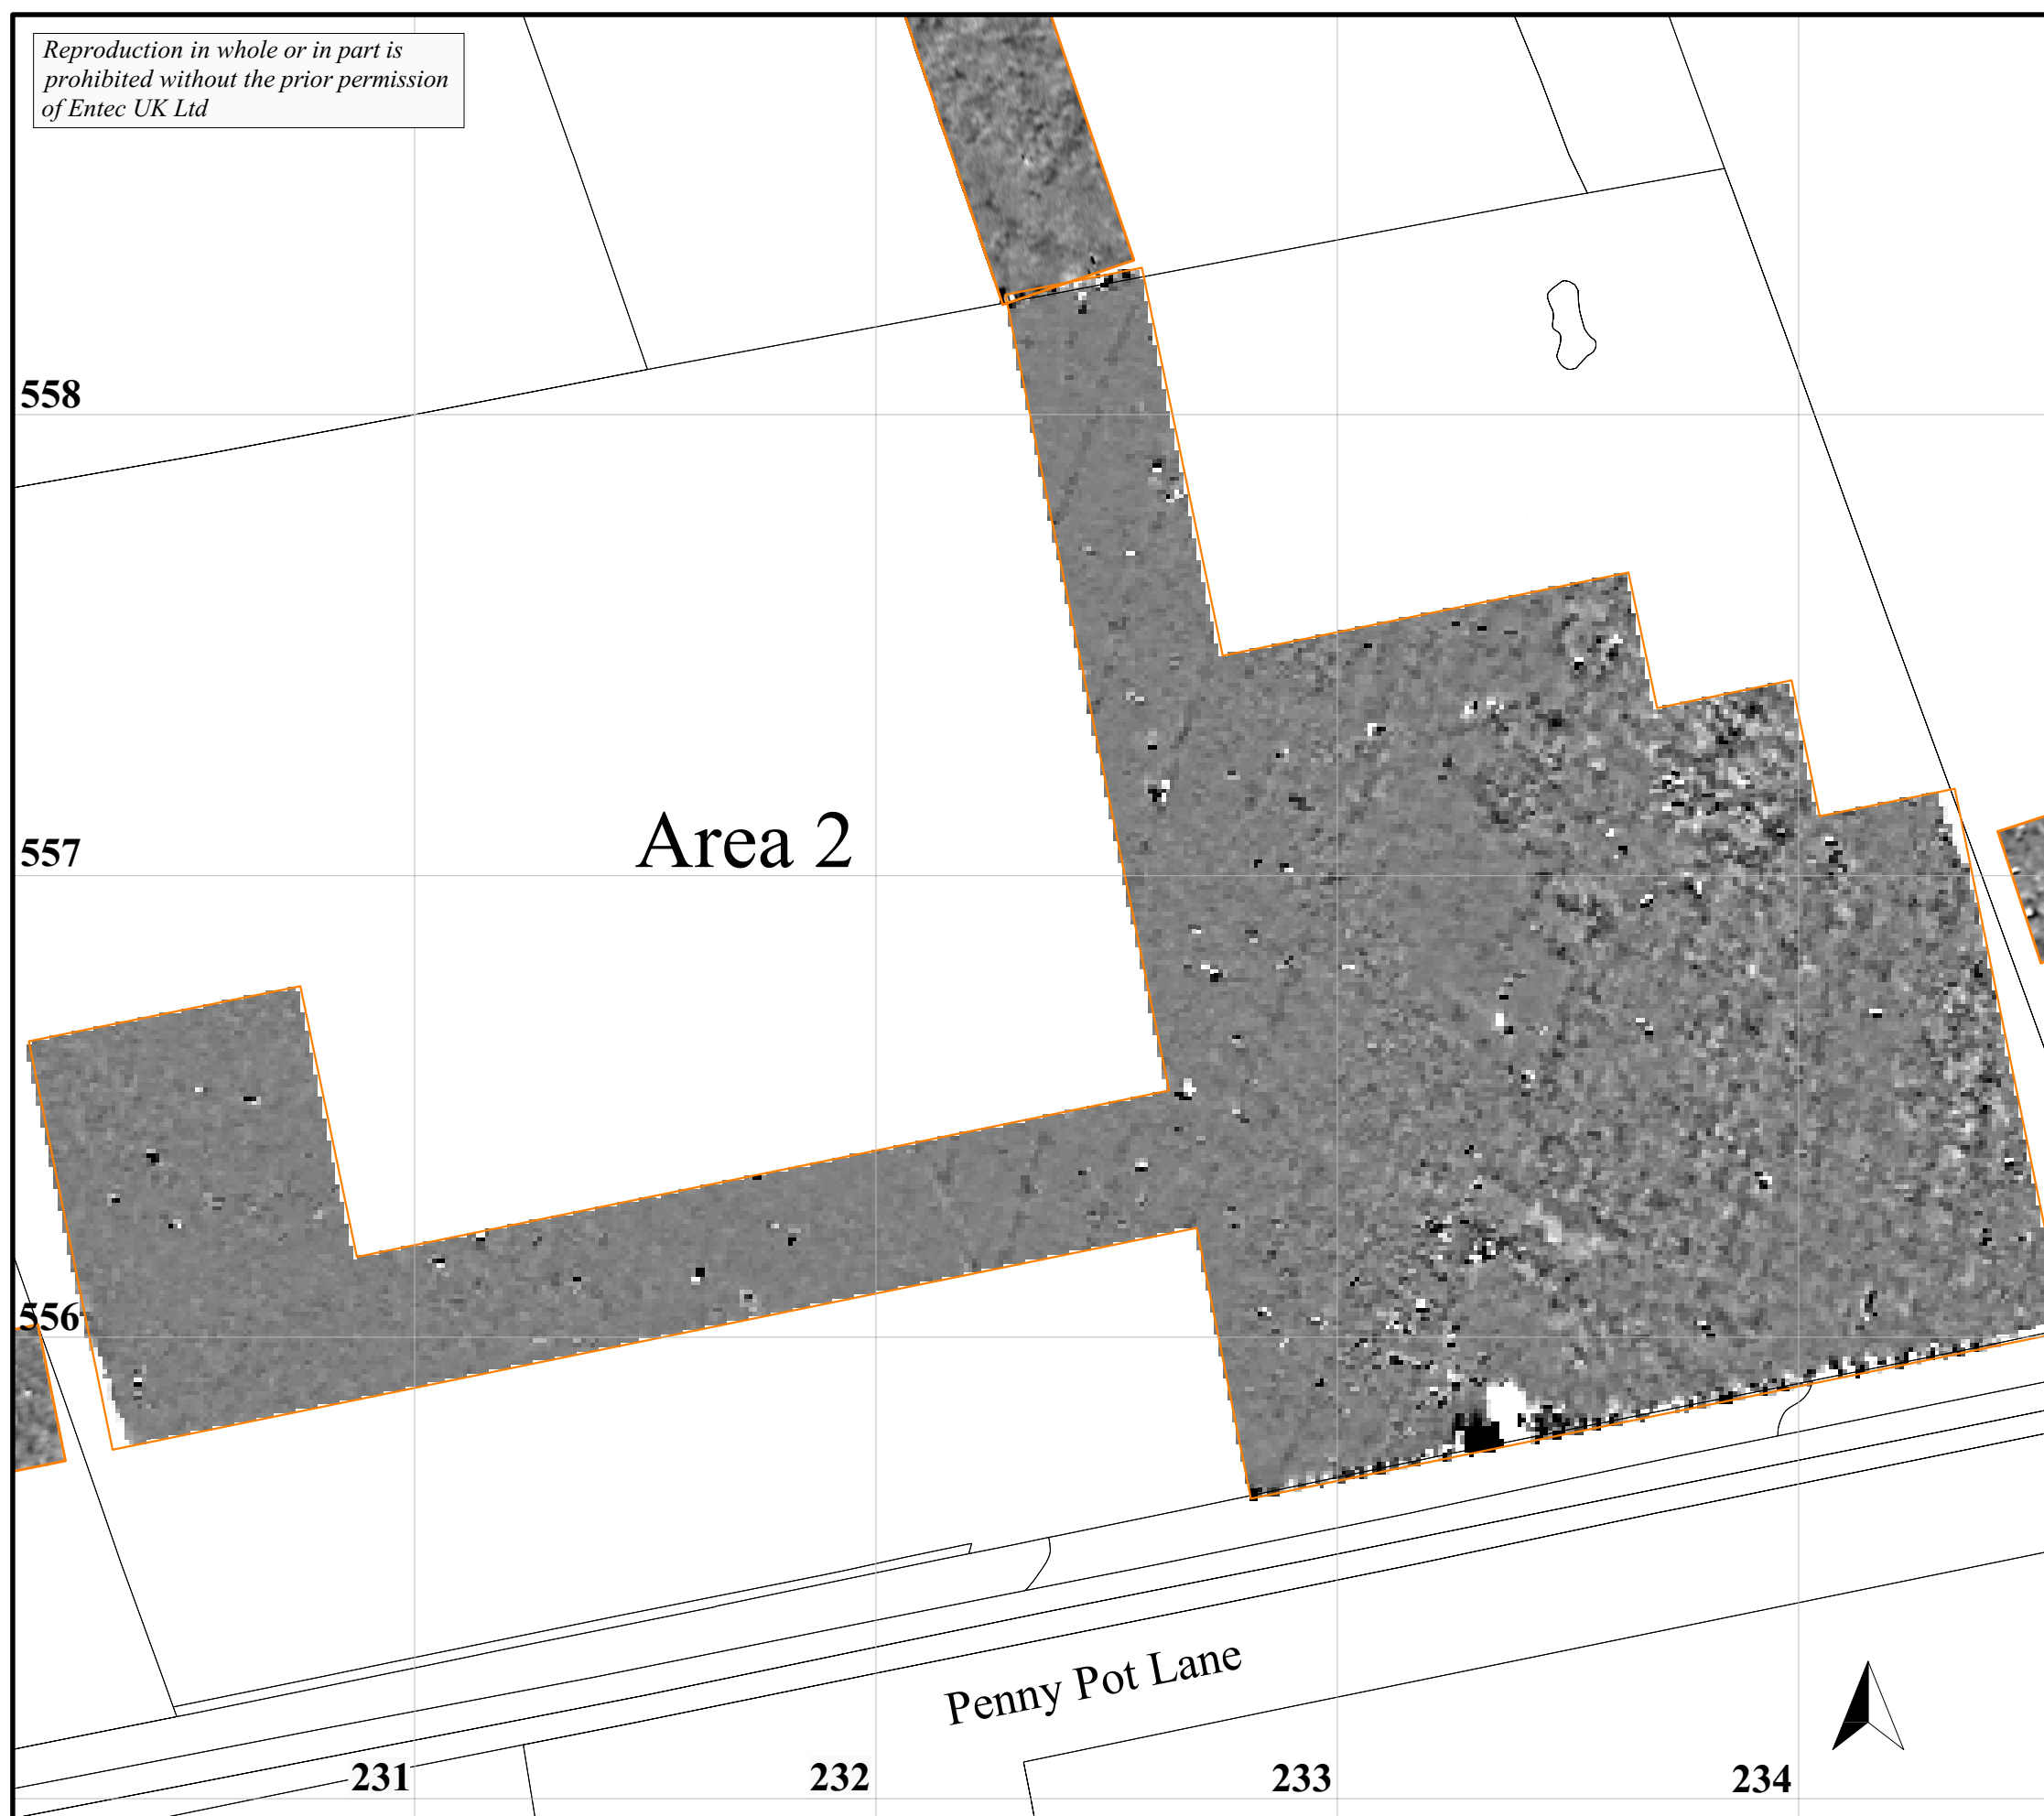 Reproduction in whole or in part is
prohibited without the prior permission
of Entec UK Ltd
558
557
Area 2
556
Penny Pot Lane
231
232
233
234